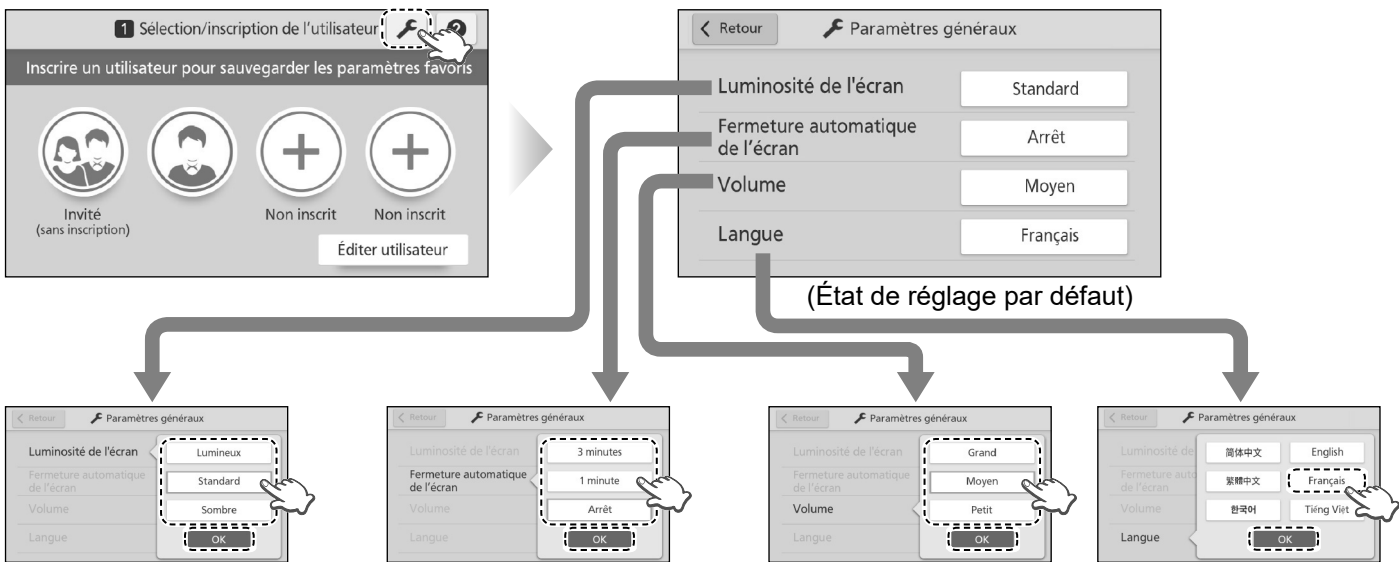 1 Sélection/inscription de l'utilisateur
Inscrire un utilisateur pour sauvegarder les paramètres favoris
Invité
(sans inscription)
Non inscrit
Non inscrit
Éditer utilisateur
Retour
Paramètres généraux
Luminosité de l'écran
Standard
Fermeture automatique
de l'écran
Arrêt
Volume
Moyen
Langue
Français
(État de réglage par défaut)
Retour
Paramètres généraux
Luminosité de l'écran
Lumineux
Fermeture automatique
de l'écran
Standard
Volume
Sombre
Langue
OK
Retour
Paramètres généraux
Luminosité de l'écran
3 minutes
Fermeture automatique
de l'écran
1 minute
Volume
Arrêt
Langue
OK
Retour
Paramètres généraux
Luminosité de l'écran
Grand
Fermeture automatique
de l'écran
Moyen
Volume
Petit
Langue
OK
Retour
Paramètres généraux
Luminosité de
简体中文
English
Fermeture auto
de l'écran
繁體中文
Français
Volume
한국어
Tiếng Việt
Langue
OK